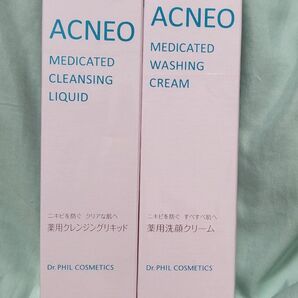 ACNEO
MEDICATED
CLEANSING
LIQUID
ニキビを防ぐ クリアな肌へ
薬用クレンジングリキッド
Dr.PHIL COSMETICS
ACNEO
MEDICATED
WASHING
CREAM
ニキビを防ぐ すべすべ肌へ
薬用洗顔クリーム
Dr.PHIL COSMETICS